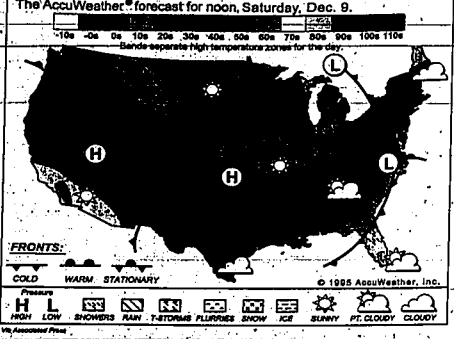 The AccuWeather® forecast for noon, Saturday, Dec. 9.
-10s -0s 0s 10s 20s 30s 40s 50s 60s 70s 80s 90s 100s 110s
Bands separate high temperature zones for the day.
L
H
L
H
FRONTS:
COLD WARM STATIONARY
© 1995 AccuWeather, Inc.
Pressure
H L
HIGH LOW SHOWERS RAIN T-STORMS FLURRIES SNOW ICE SUNNY PT. CLOUDY CLOUDY
Via Associated Press